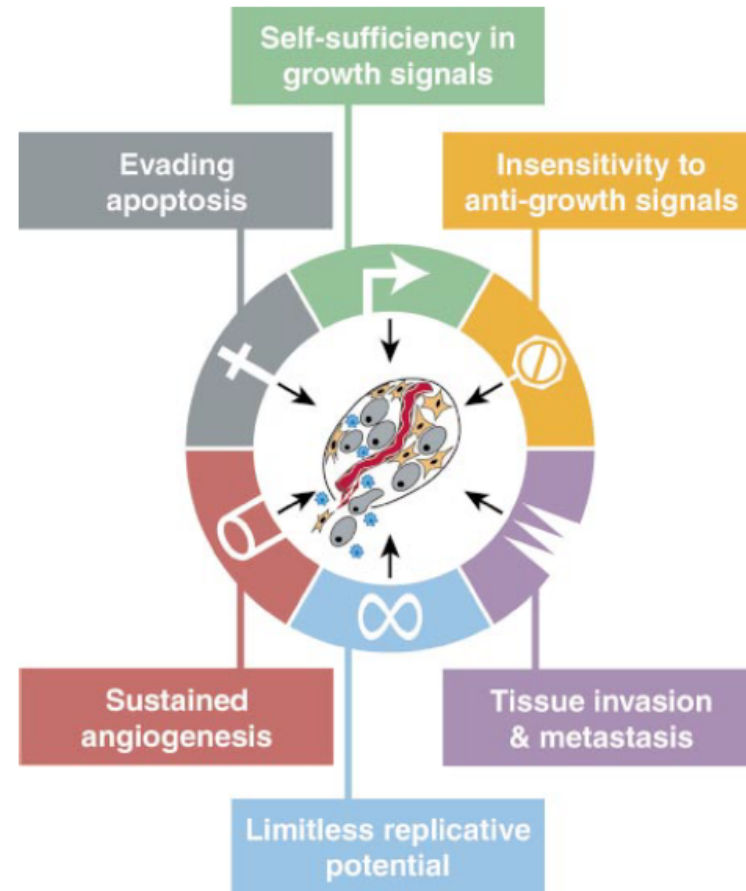 Self-sufficiency in
growth signals
Evading
apoptosis
Insensitivity to
anti-growth signals
Sustained
angiogenesis
Tissue invasion
& metastasis
Limitless replicative
potential